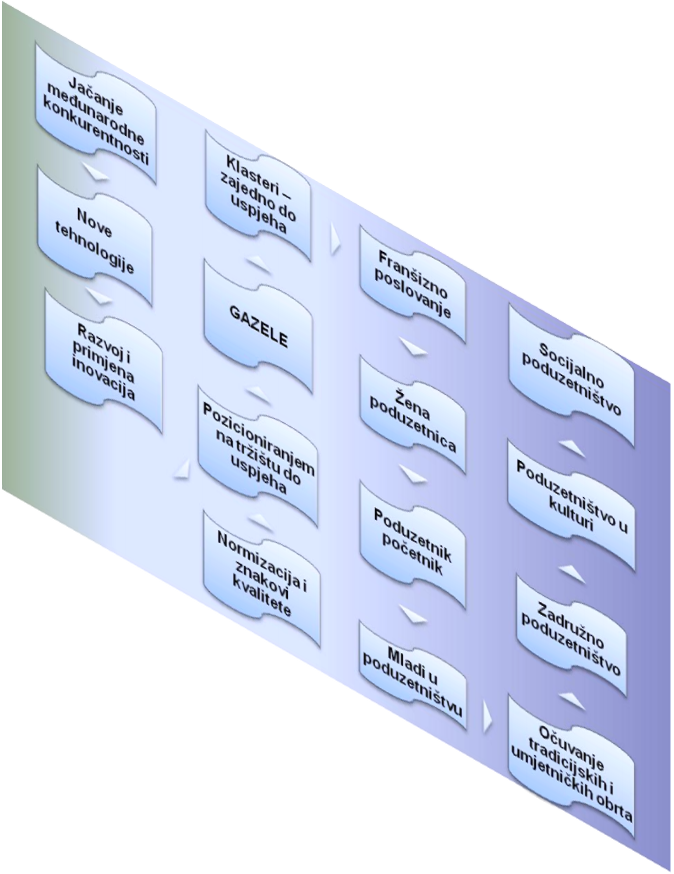 Jačanje
međunarodne
konkurentnosti
Nove
tehnologije
Razvoj i
primjena
inovacija
Normizacija i
znakovi
kvalitete
Pozicioniranjem
na tržištu do
uspjeha
GAZELE
Klasteri –
zajedno do
uspjeha
Franšizno
poslovanje
Žena
poduzetnica
Poduzetnik
početnik
Mladi u
poduzetništvu
Očuvanje
tradicijskih i
umjetničkih obrta
Zadružno
poduzetništvo
Poduzetništvo u
kulturi
Socijalno
poduzetništvo